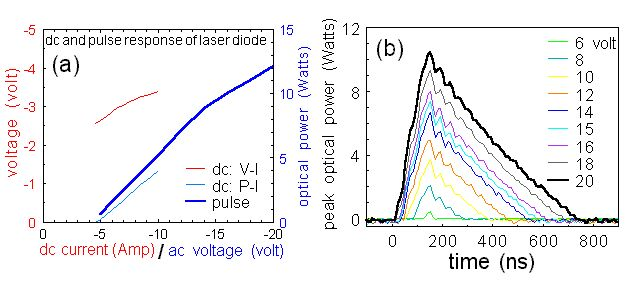 dc and pulse response of laser diode
(a)
voltage (volt)
-5
-4
-3
-2
-1
0
15
10
5
0
optical power (Watts)
dc: V-I
dc: P-I
pulse
0
-5
-10
-15
-20
dc current (Amp) / ac voltage (volt)
(b)
peak optical power (Watts)
12
8
4
0
6 volt
8
10
12
14
15
16
18
20
0
200
400
600
800
time (ns)